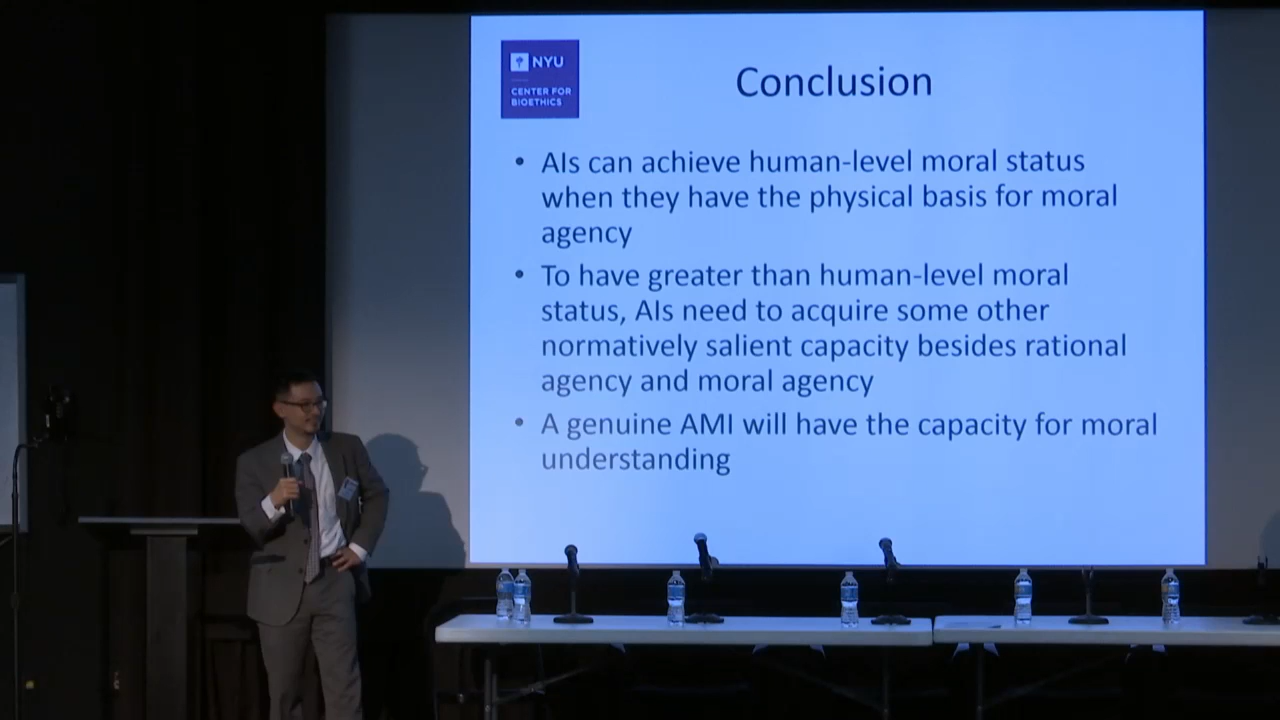 NYU
CENTER FOR
BIOETHICS
Conclusion
• AIs can achieve human-level moral status
when they have the physical basis for moral
agency
• To have greater than human-level moral
status, AIs need to acquire some other
normatively salient capacity besides rational
agency and moral agency
• A genuine AMI will have the capacity for moral
understanding